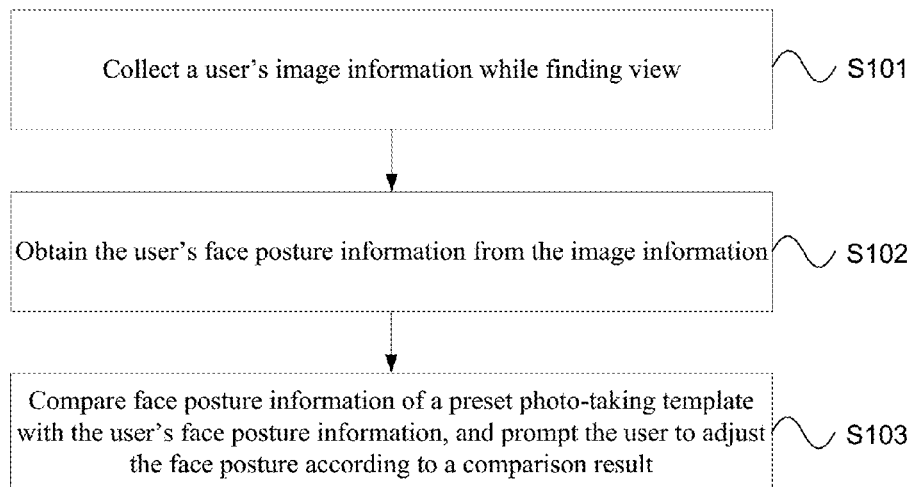 Collect a user's image information while finding view
S101
Obtain the user's face posture information from the image information
S102
Compare face posture information of a preset photo-taking template
with the user's face posture information, and prompt the user to adjust
the face posture according to a comparison result
S103